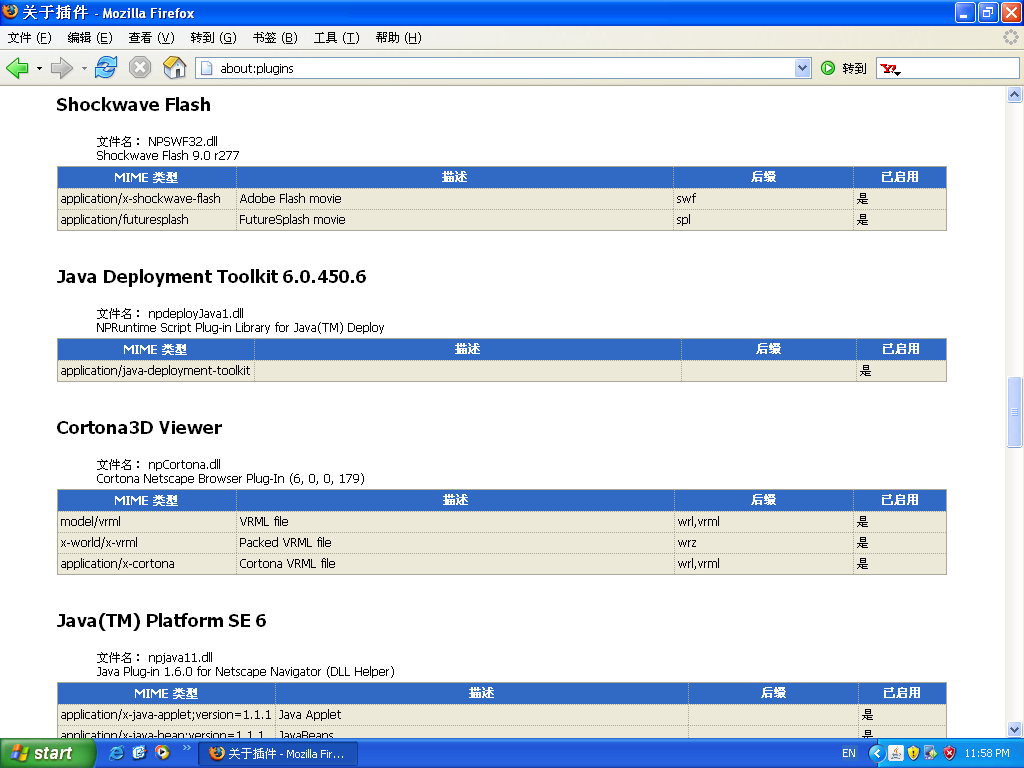 关于插件 - Mozilla Firefox
文件 (F) 编辑 (E) 查看 (V) 转到 (G) 书签 (B) 工具 (T) 帮助 (H)
about:plugins 转到 Y!
Shockwave Flash
文件名： NPSWF32.dll
Shockwave Flash 9.0 r277
MIME 类型 描述 后缀 已启用
application/x-shockwave-flash Adobe Flash movie swf 是
application/futuresplash FutureSplash movie spl 是
Java Deployment Toolkit 6.0.450.6
文件名： npdeployJava1.dll
NPRuntime Script Plug-in Library for Java(TM) Deploy
MIME 类型 描述 后缀 已启用
application/java-deployment-toolkit 是
Cortona3D Viewer
文件名： npCortona.dll
Cortona Netscape Browser Plug-In (6, 0, 0, 179)
MIME 类型 描述 后缀 已启用
model/vrml VRML file wrl,vrml 是
x-world/x-vrml Packed VRML file wrz 是
application/x-cortona Cortona VRML file wrl,vrml 是
Java(TM) Platform SE 6
文件名： npjava11.dll
Java Plug-in 1.6.0 for Netscape Navigator (DLL Helper)
MIME 类型 描述 后缀 已启用
application/x-java-applet;version=1.1.1 Java Applet 是
application/x-java-bean;version=1.1.1 JavaBeans 是
start 关于插件 - Mozilla Fir... EN 11:58 PM